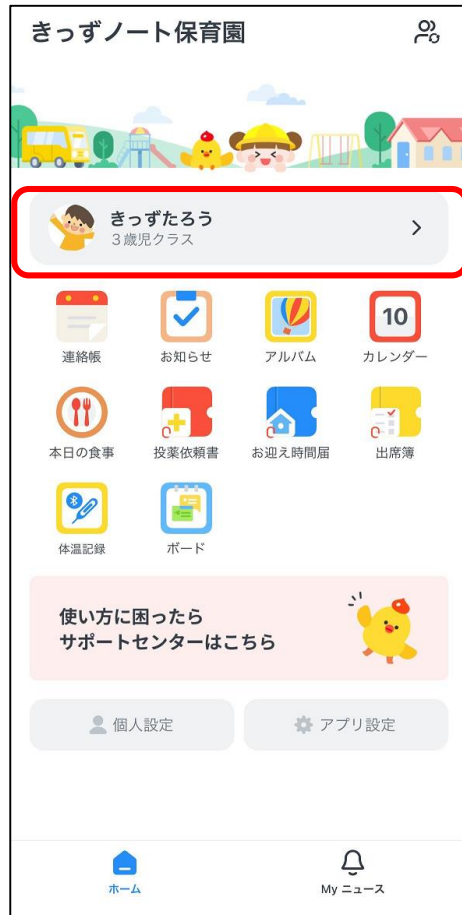 きっずノート保育園
きっずたろう
3歳児クラス
連絡帳
お知らせ
アルバム
10
カレンダー
本日の食事
投薬依頼書
お迎え時間届
出席簿
体温記録
ボード
使い方に困ったら
サポートセンターはこちら
個人設定
アプリ設定
ホーム
My ニュース